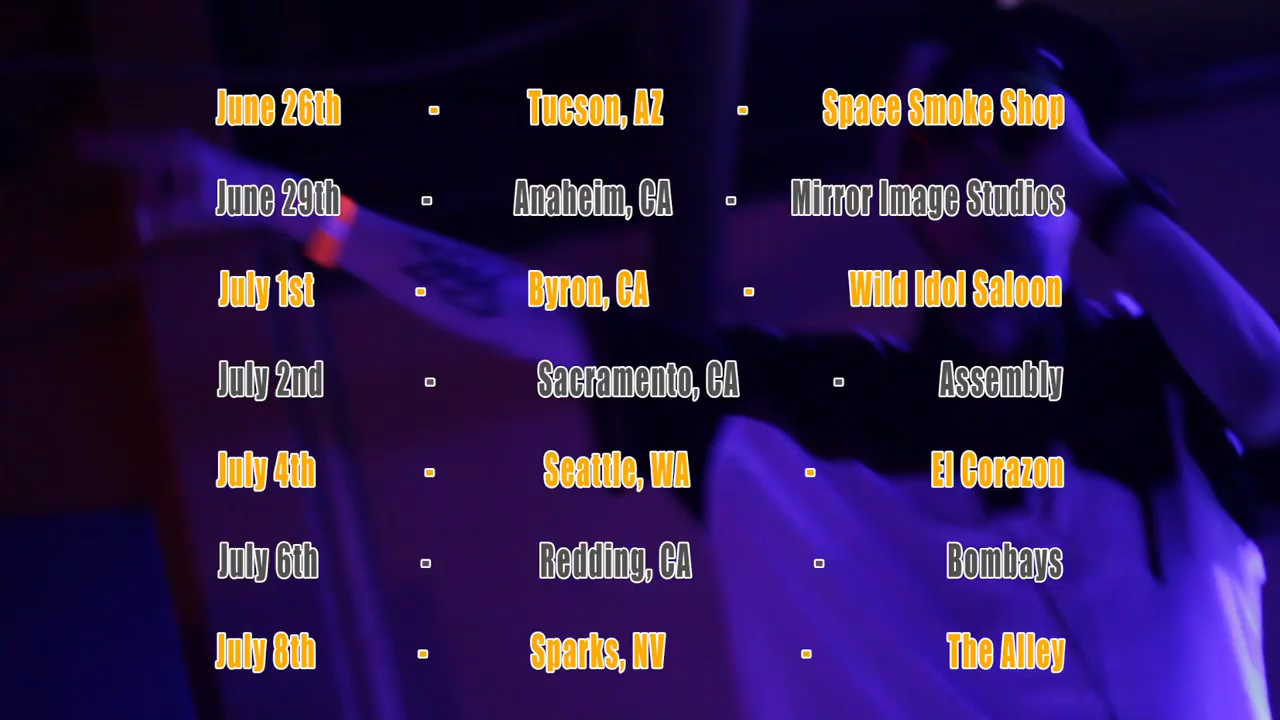 June 26th - Tucson, AZ - Space Smoke Shop
June 29th - Anaheim, CA - Mirror Image Studios
July 1st - Byron, CA - Wild Idol Saloon
July 2nd - Sacramento, CA - Assembly
July 4th - Seattle, WA - El Corazon
July 6th - Redding, CA - Bombays
July 8th - Sparks, NV - The Alley